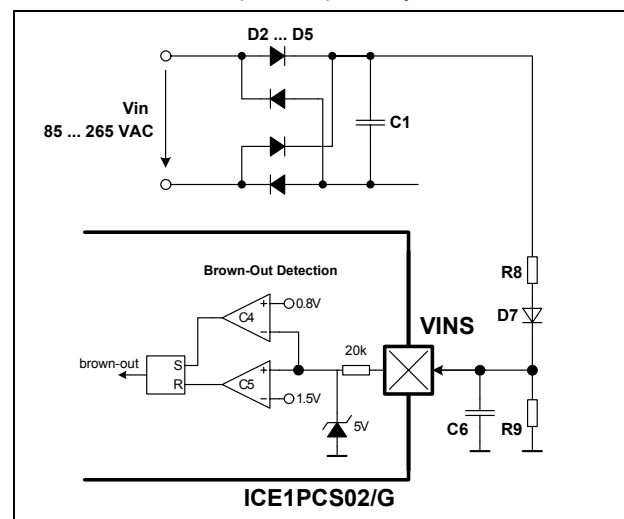 D2 ... D5
Vin
85 ... 265 VAC
C1
R8
Brown-Out Detection
D7
VINS
C4
+
0.8V
−
20k
brown-out
S
R
C5
+
−
1.5V
5V
C6
R9
ICE1PCS02/G